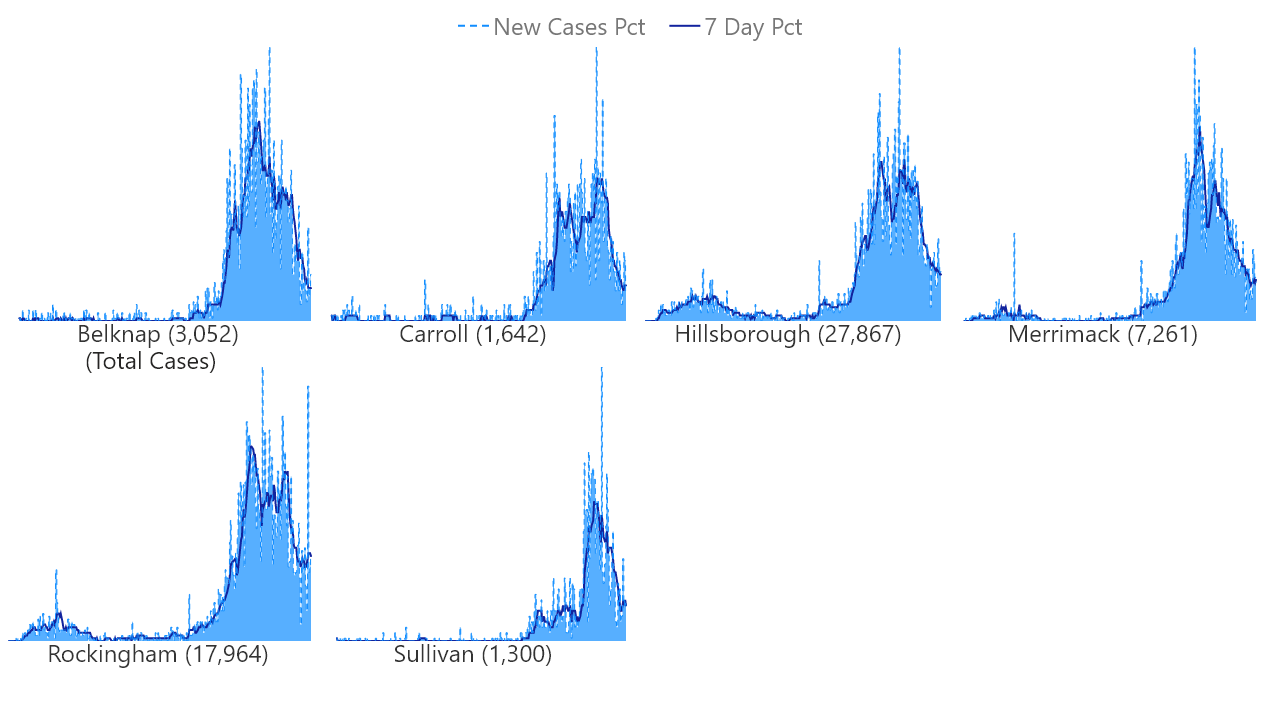 New Cases Pct 7 Day Pct
Belknap (3,052)
(Total Cases)
Carroll (1,642)
Hillsborough (27,867)
Merrimack (7,261)
Rockingham (17,964)
Sullivan (1,300)